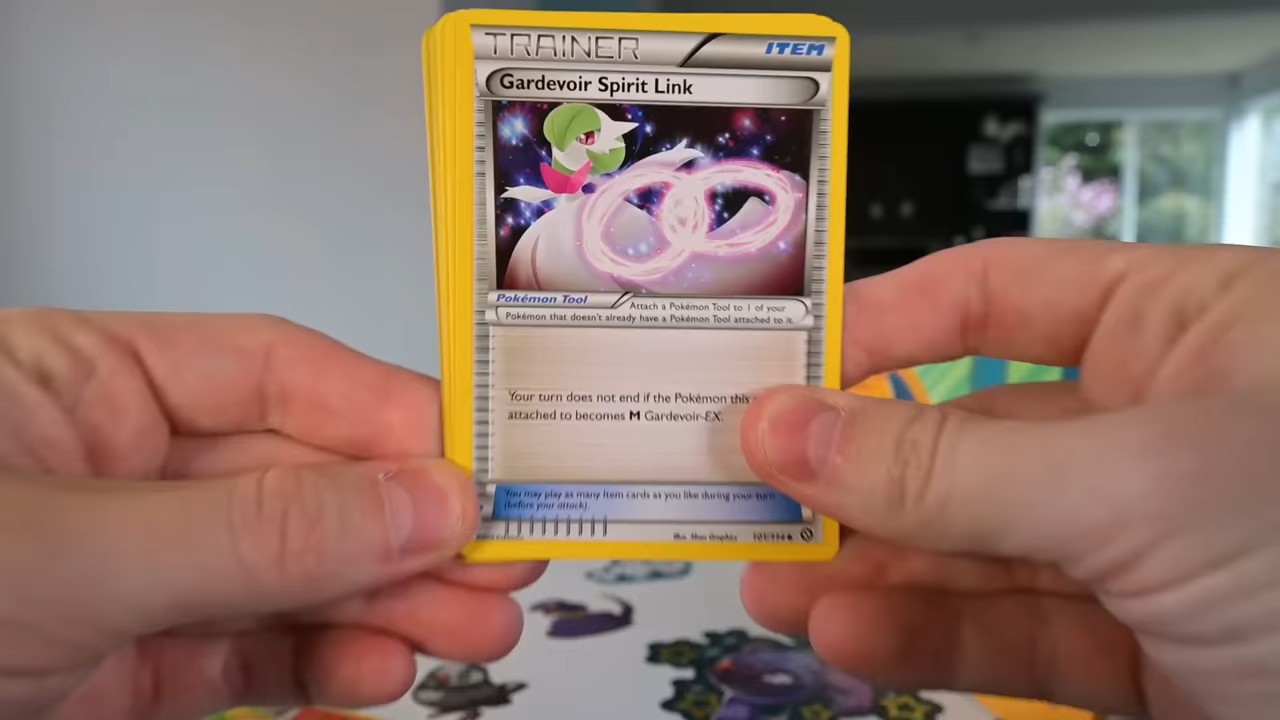 TRAINER
ITEM
Gardevoir Spirit Link
Pokémon Tool
Attach a Pokémon Tool to 1 of your
Pokémon that doesn't already have a Pokémon Tool attached to it.
Your turn does not end if the Pokémon this
attached to becomes M Gardevoir-EX.
You may play as many Item cards as you like during your turn
(before your attack).
Illus.